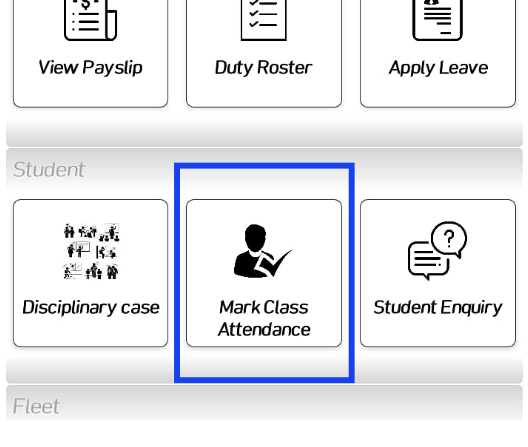 View Payslip
Duty Roster
Apply Leave
Student
Disciplinary case
Mark Class
Attendance
Student Enquiry
Fleet